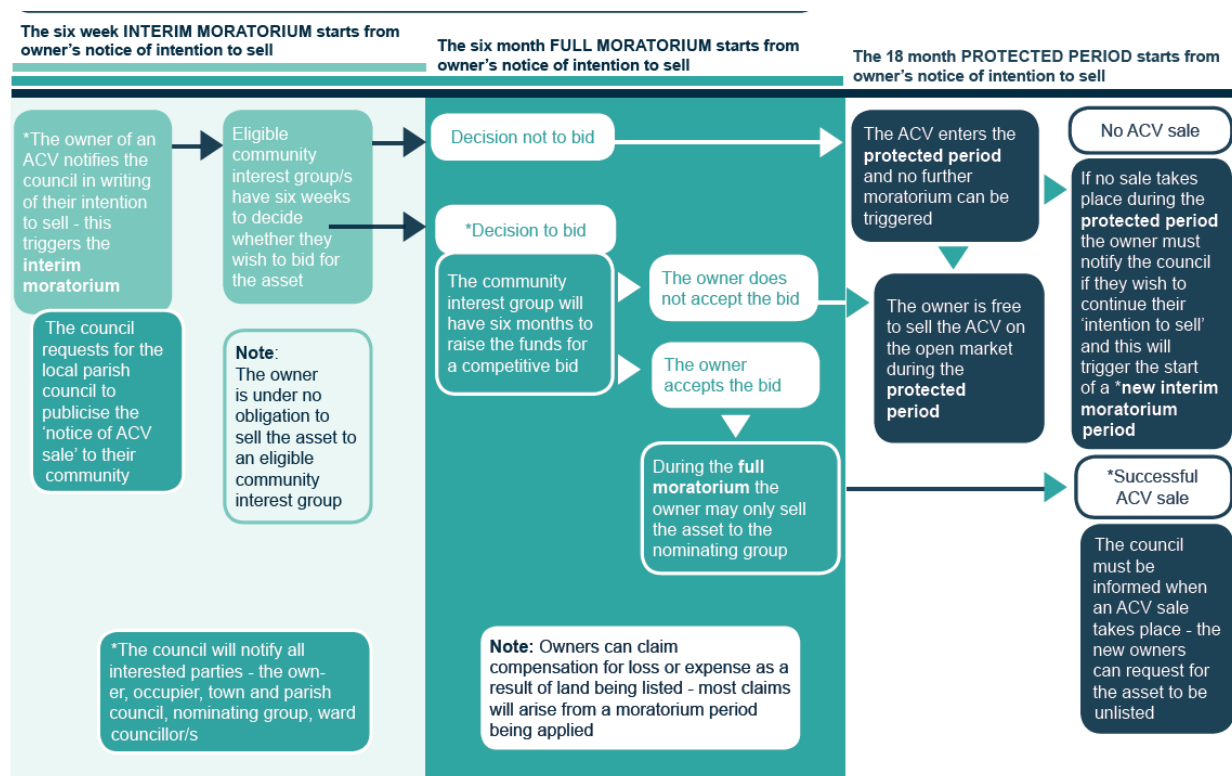 The six week INTERIM MORATORIUM starts from
owner's notice of intention to sell
The six month FULL MORATORIUM starts from
owner's notice of intention to sell
The 18 month PROTECTED PERIOD starts from
owner's notice of intention to sell
*The owner of an
ACV notifies the
council in writing
of their intention
to sell - this
triggers the
interim
moratorium
The council
requests for the
local parish
council to
publicise the
'notice of ACV
sale' to their
community
Eligible
community
interest group/s
have six weeks
to decide
whether they
wish to bid for
the asset
Note:
The owner
is under no
obligation to
sell the asset to
an eligible
community
interest group
*The council will notify all
interested parties - the own-
er, occupier, town and parish
council, nominating group, ward
councillor/s
Decision not to bid
*Decision to bid
The community
interest group will
have six months to
raise the funds for
a competitive bid
The owner does
not accept the bid
The owner
accepts the bid
During the full
moratorium the
owner may only sell
the asset to the
nominating group
Note: Owners can claim
compensation for loss or expense as a
result of land being listed - most claims
will arise from a moratorium period
being applied
The ACV enters the
protected period
and no further
moratorium can be
triggered
The owner is free
to sell the ACV on
the open market
during the
protected
period
No ACV sale
If no sale takes
place during the
protected period
the owner must
notify the council
if they wish to
continue their
'intention to sell'
and this will
trigger the start
of a *new interim
moratorium
period
*Successful
ACV sale
The council
must be
informed when
an ACV sale
takes place - the
new owners
can request for
the asset to be
unlisted